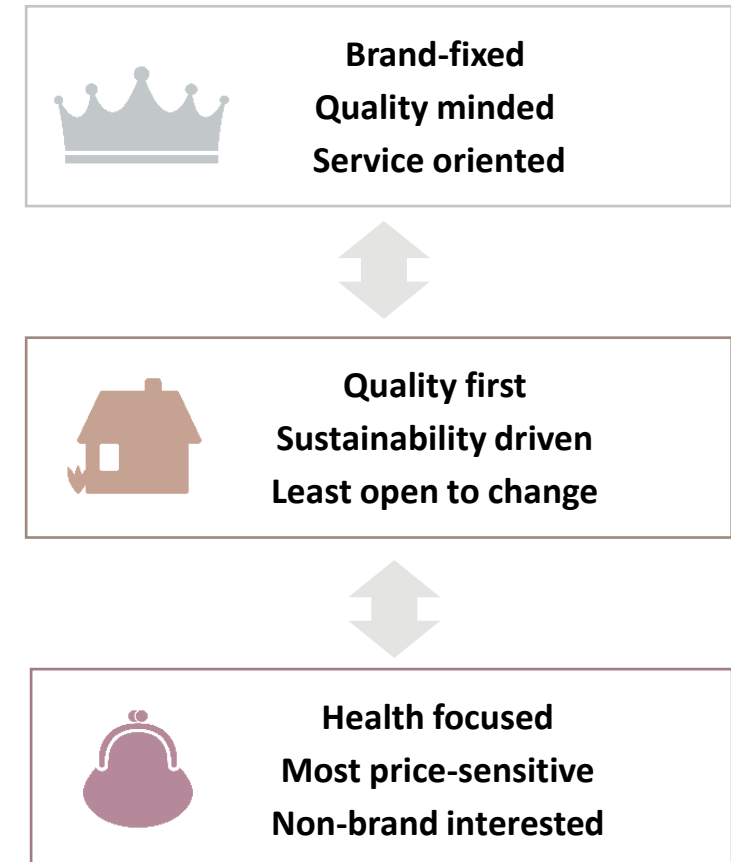 Brand-fixed
Quality minded
Service oriented
Quality first
Sustainability driven
Least open to change
Health focused
Most price-sensitive
Non-brand interested